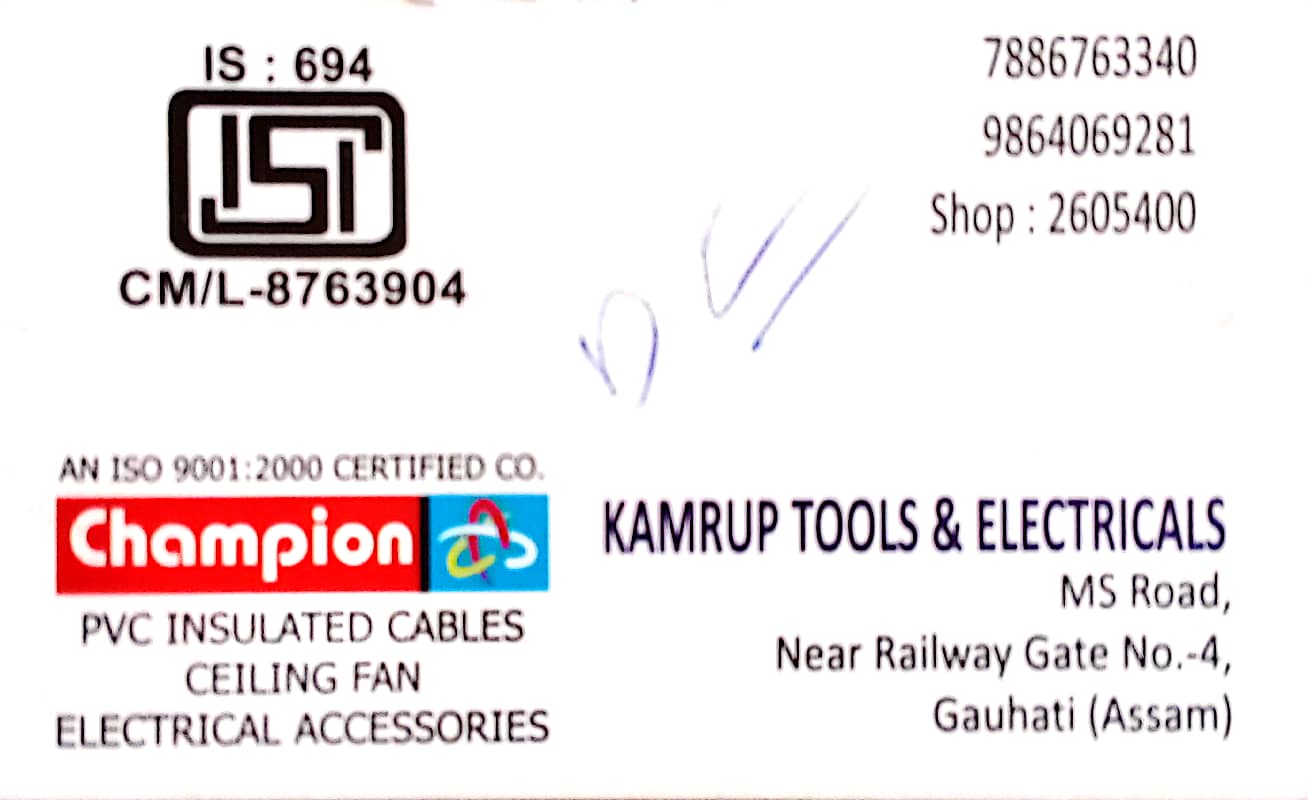 IS : 694
ISI
CM/L-8763904
7886763340
9864069281
Shop : 2605400
AN ISO 9001:2000 CERTIFIED CO.
Champion
PVC INSULATED CABLES
CEILING FAN
ELECTRICAL ACCESSORIES
KAMRUP TOOLS & ELECTRICALS
MS Road,
Near Railway Gate No.-4,
Gauhati (Assam)